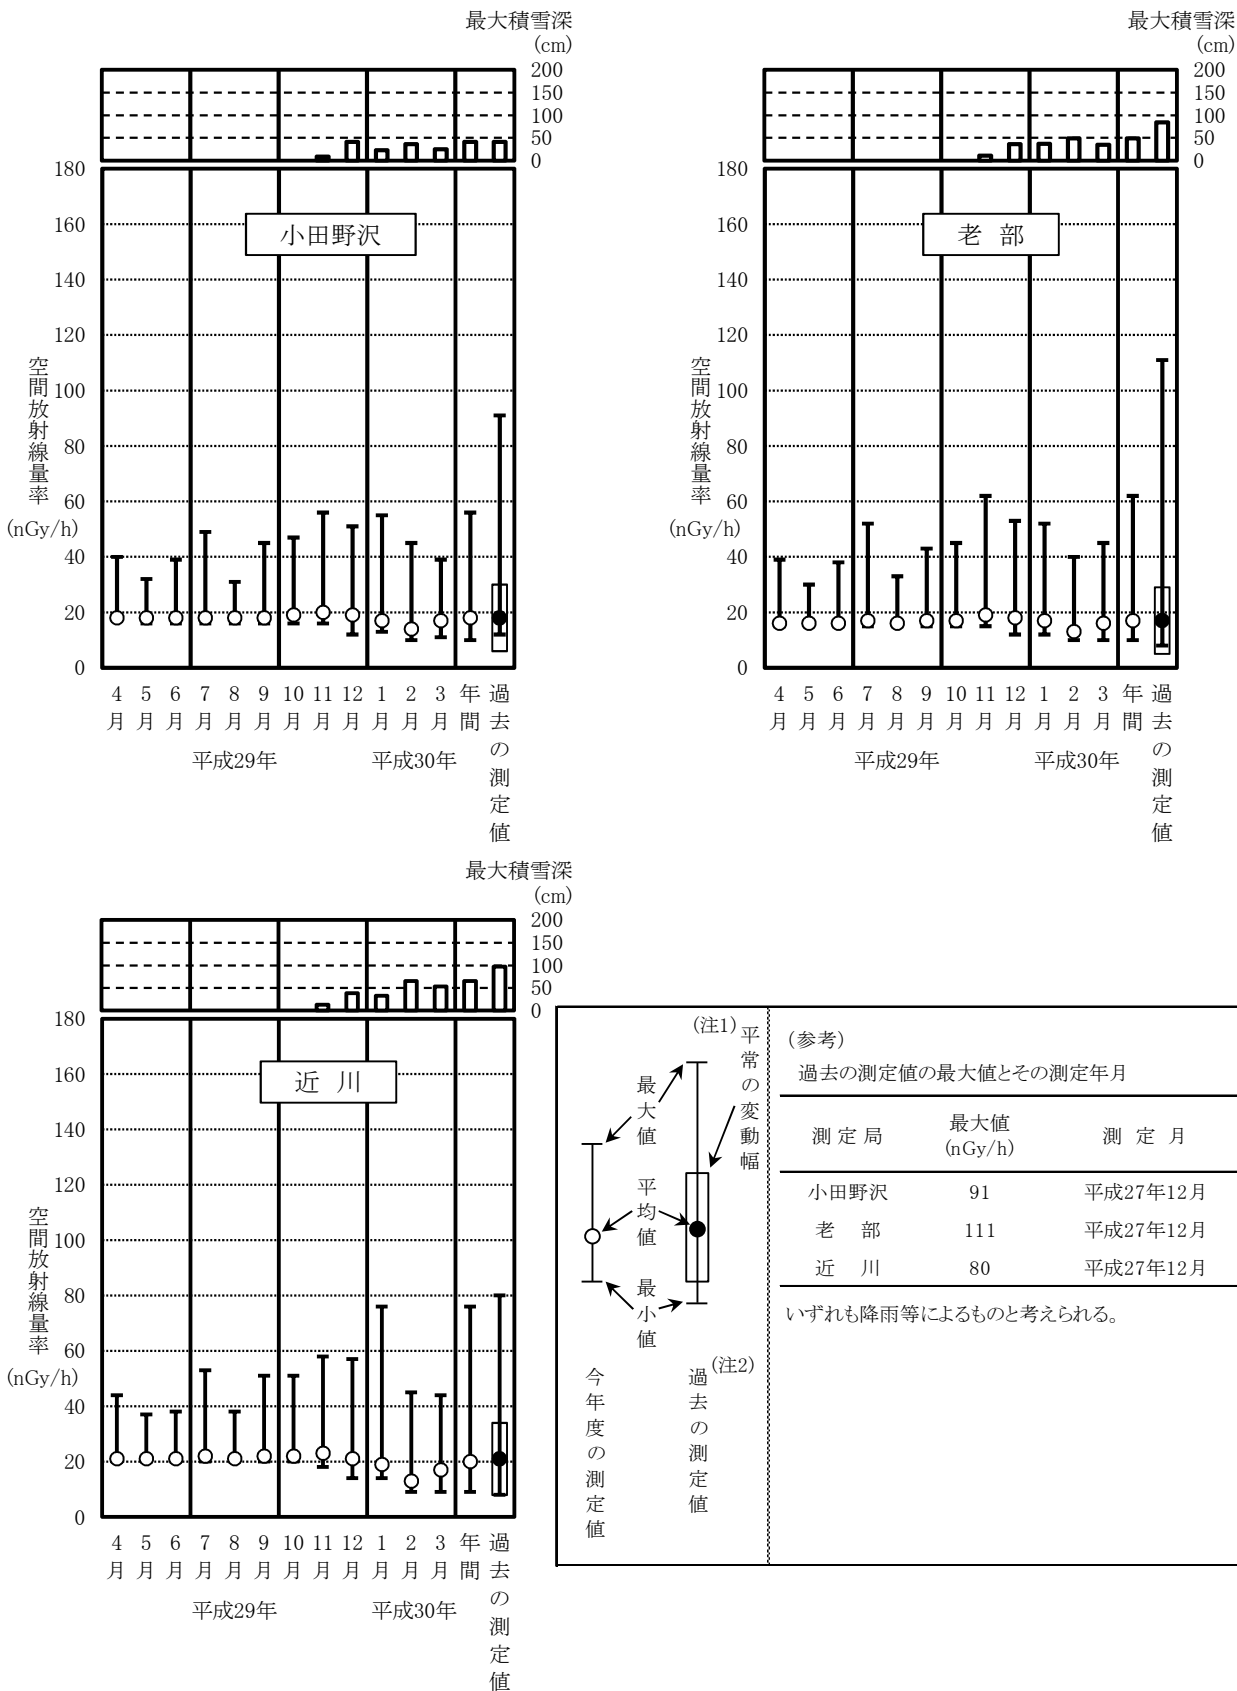 最大積雪深
(cm)
200
150
100
50
0
180
160
140
120
100
80
60
40
20
0
小田野沢
空間放射線量率
(nGy/h)
4月 5月 6月 7月 8月 9月 10月 11月 12月 1月 2月 3月 年間 過去の測定値
平成29年 平成30年
最大積雪深
(cm)
200
150
100
50
0
180
160
140
120
100
80
60
40
20
0
老 部
空間放射線量率
(nGy/h)
4月 5月 6月 7月 8月 9月 10月 11月 12月 1月 2月 3月 年間 過去の測定値
平成29年 平成30年
最大積雪深
(cm)
200
150
100
50
0
180
160
140
120
100
80
60
40
20
0
近 川
空間放射線量率
(nGy/h)
4月 5月 6月 7月 8月 9月 10月 11月 12月 1月 2月 3月 年間 過去の測定値
平成29年 平成30年
(注1)
平常の変動幅
最大値
平均値
最小値
今年度の測定値
過去の測定値
(注2)
(参考)
過去の測定値の最大値とその測定年月
測定局 最大値(nGy/h) 測定月
小田野沢 91 平成27年12月
老 部 111 平成27年12月
近 川 80 平成27年12月
いずれも降雨等によるものと考えられる。